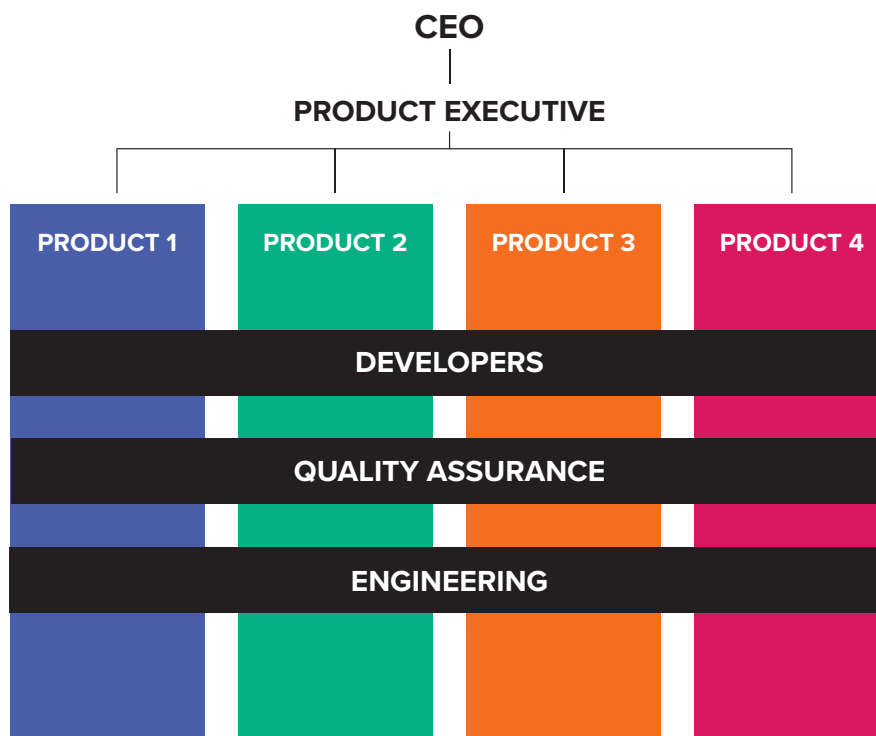 CEO
PRODUCT EXECUTIVE
PRODUCT 1
PRODUCT 2
PRODUCT 3
PRODUCT 4
DEVELOPERS
QUALITY ASSURANCE
ENGINEERING